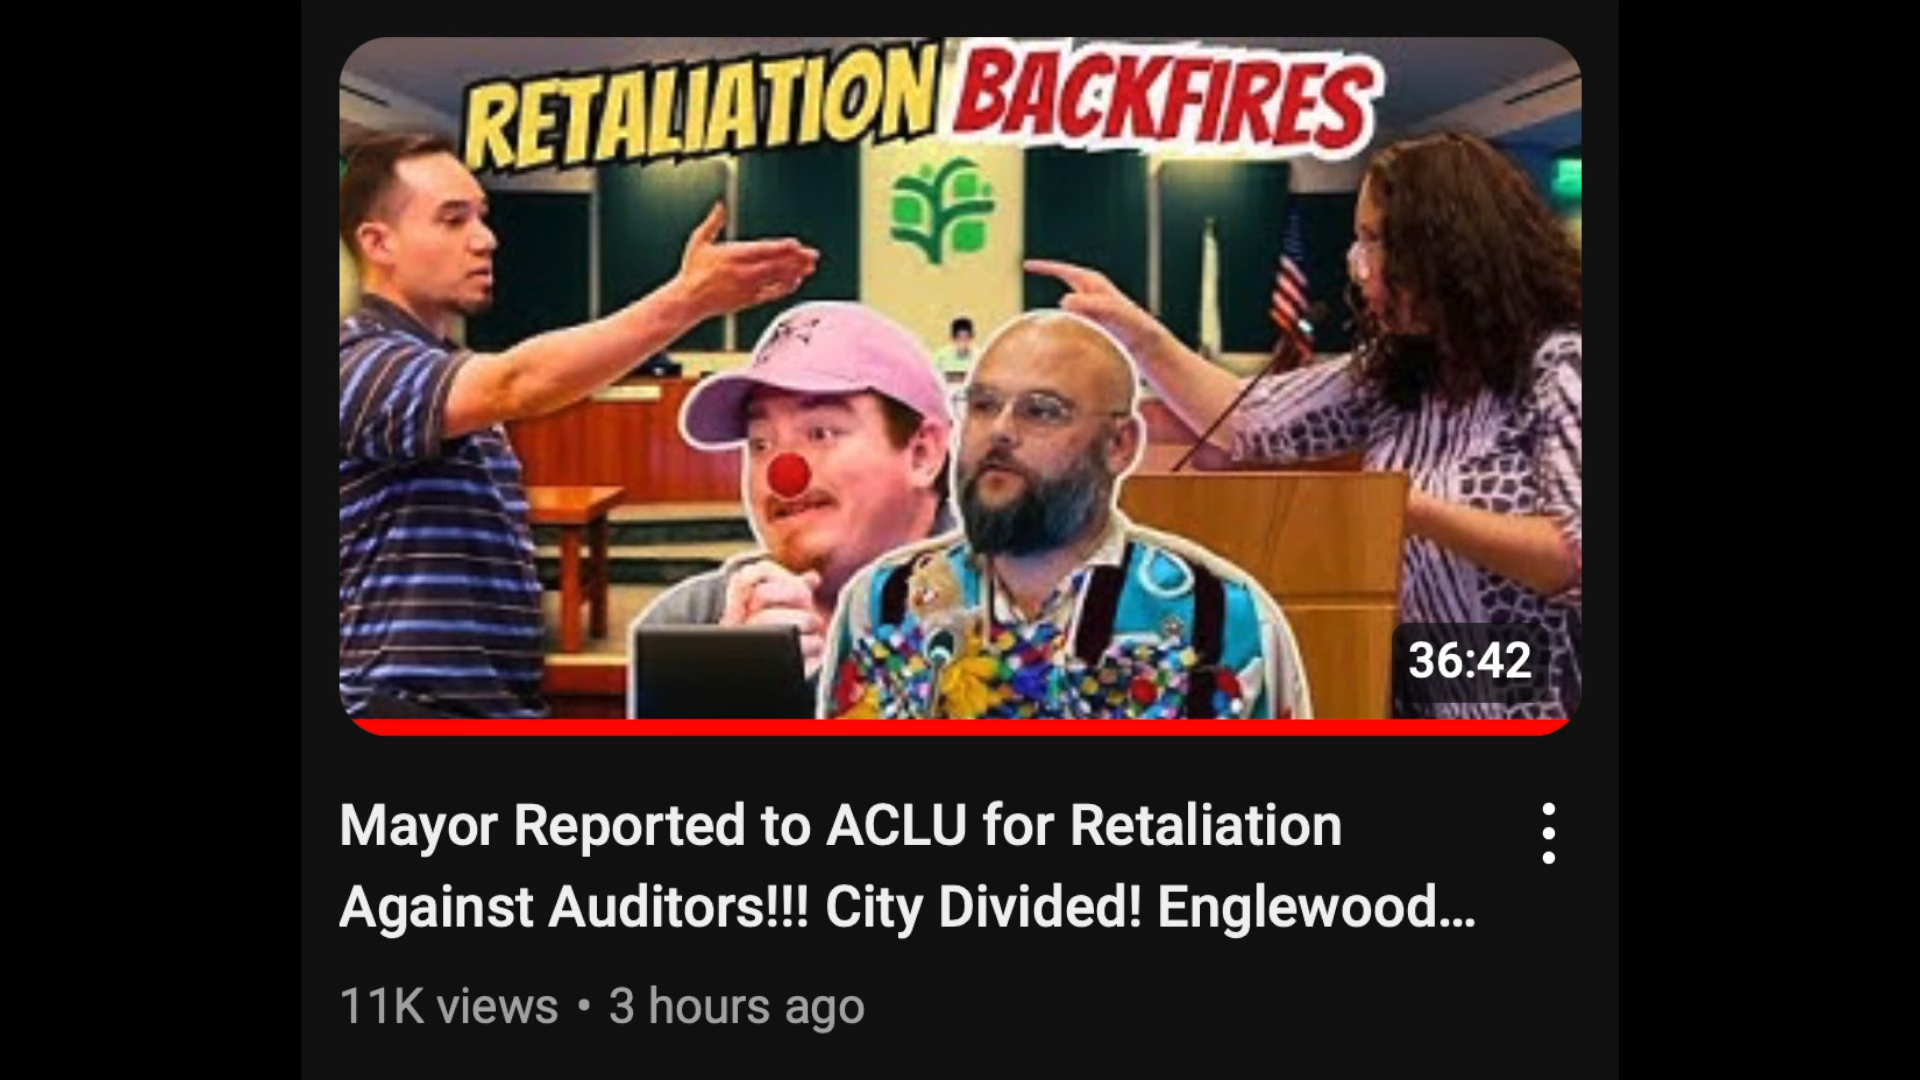 RETALIATION BACKFIRES
36:42
Mayor Reported to ACLU for Retaliation
Against Auditors!!! City Divided! Englewood...
11K views • 3 hours ago